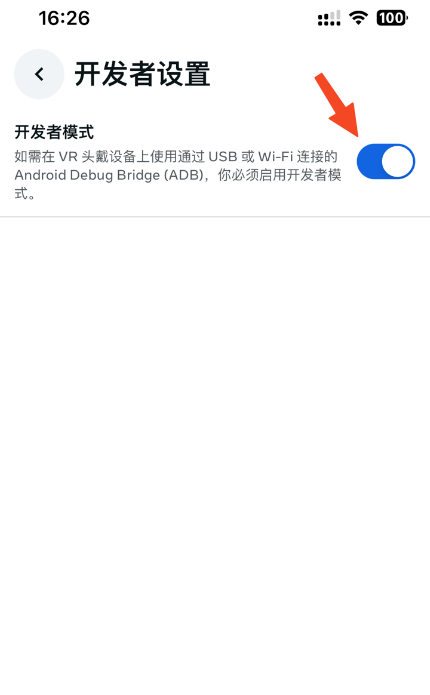 16:26
100
开发者设置
开发者模式
如需在 VR 头戴设备上使用通过 USB 或 Wi-Fi 连接的
Android Debug Bridge (ADB)，你必须启用开发者模
式。